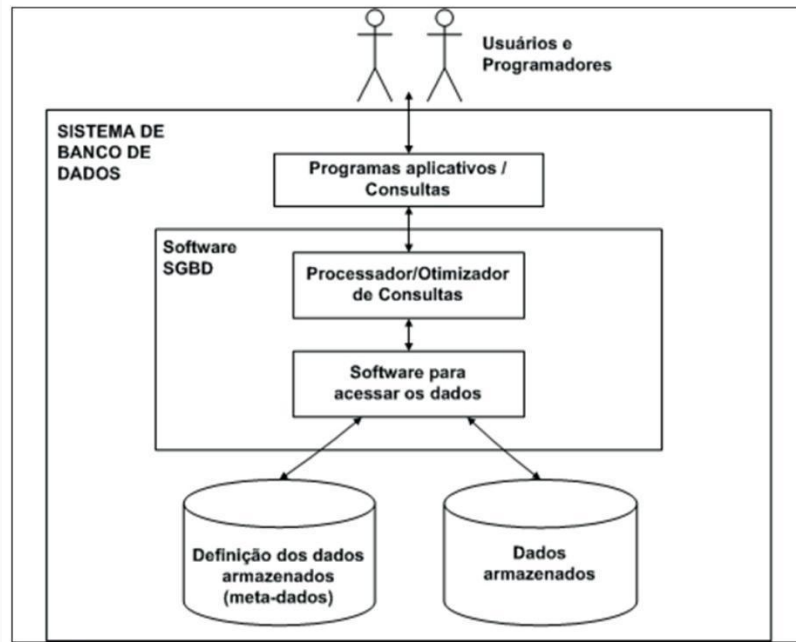 Usuários e
Programadores
SISTEMA DE
BANCO DE
DADOS
Programas aplicativos /
Consultas
Software
SGBD
Processador/Otimizador
de Consultas
Software para
acessar os dados
Definição dos dados
armazenados
(meta-dados)
Dados
armazenados